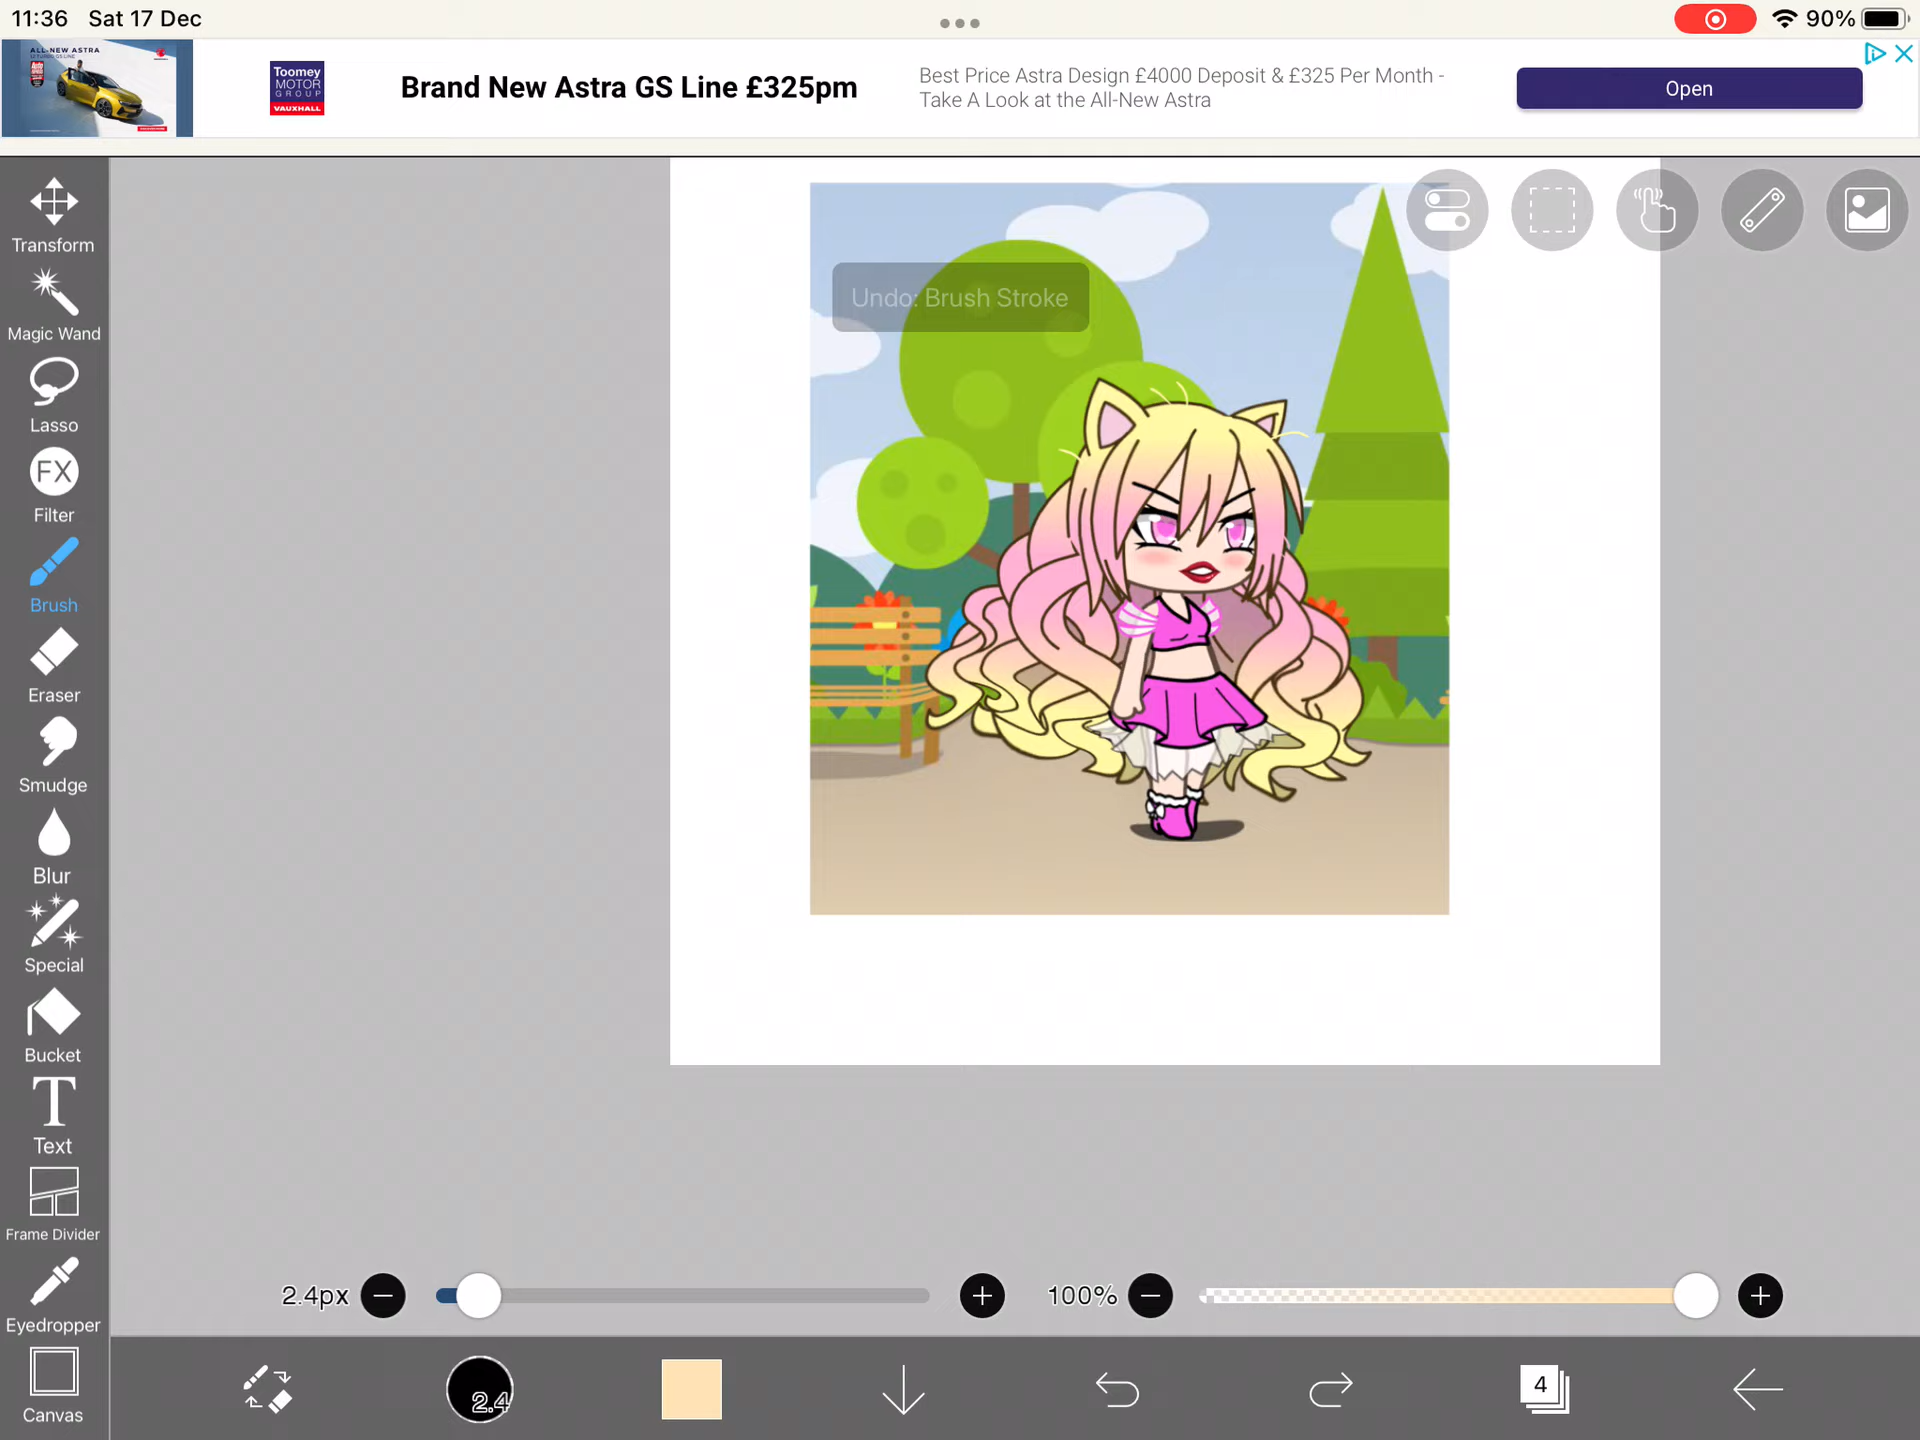 11:36 Sat 17 Dec
90%
ALL-NEW ASTRA
Toomey
MOTOR
GROUP
VAUXHALL
Brand New Astra GS Line £325pm
Best Price Astra Design £4000 Deposit & £325 Per Month -
Take A Look at the All-New Astra
Open
Transform
Magic Wand
Lasso
FX
Filter
Brush
Eraser
Smudge
Blur
Special
Bucket
T
Text
Frame Divider
Eyedropper
Canvas
Undo: Brush Stroke
2.4px
100%
2.4
4